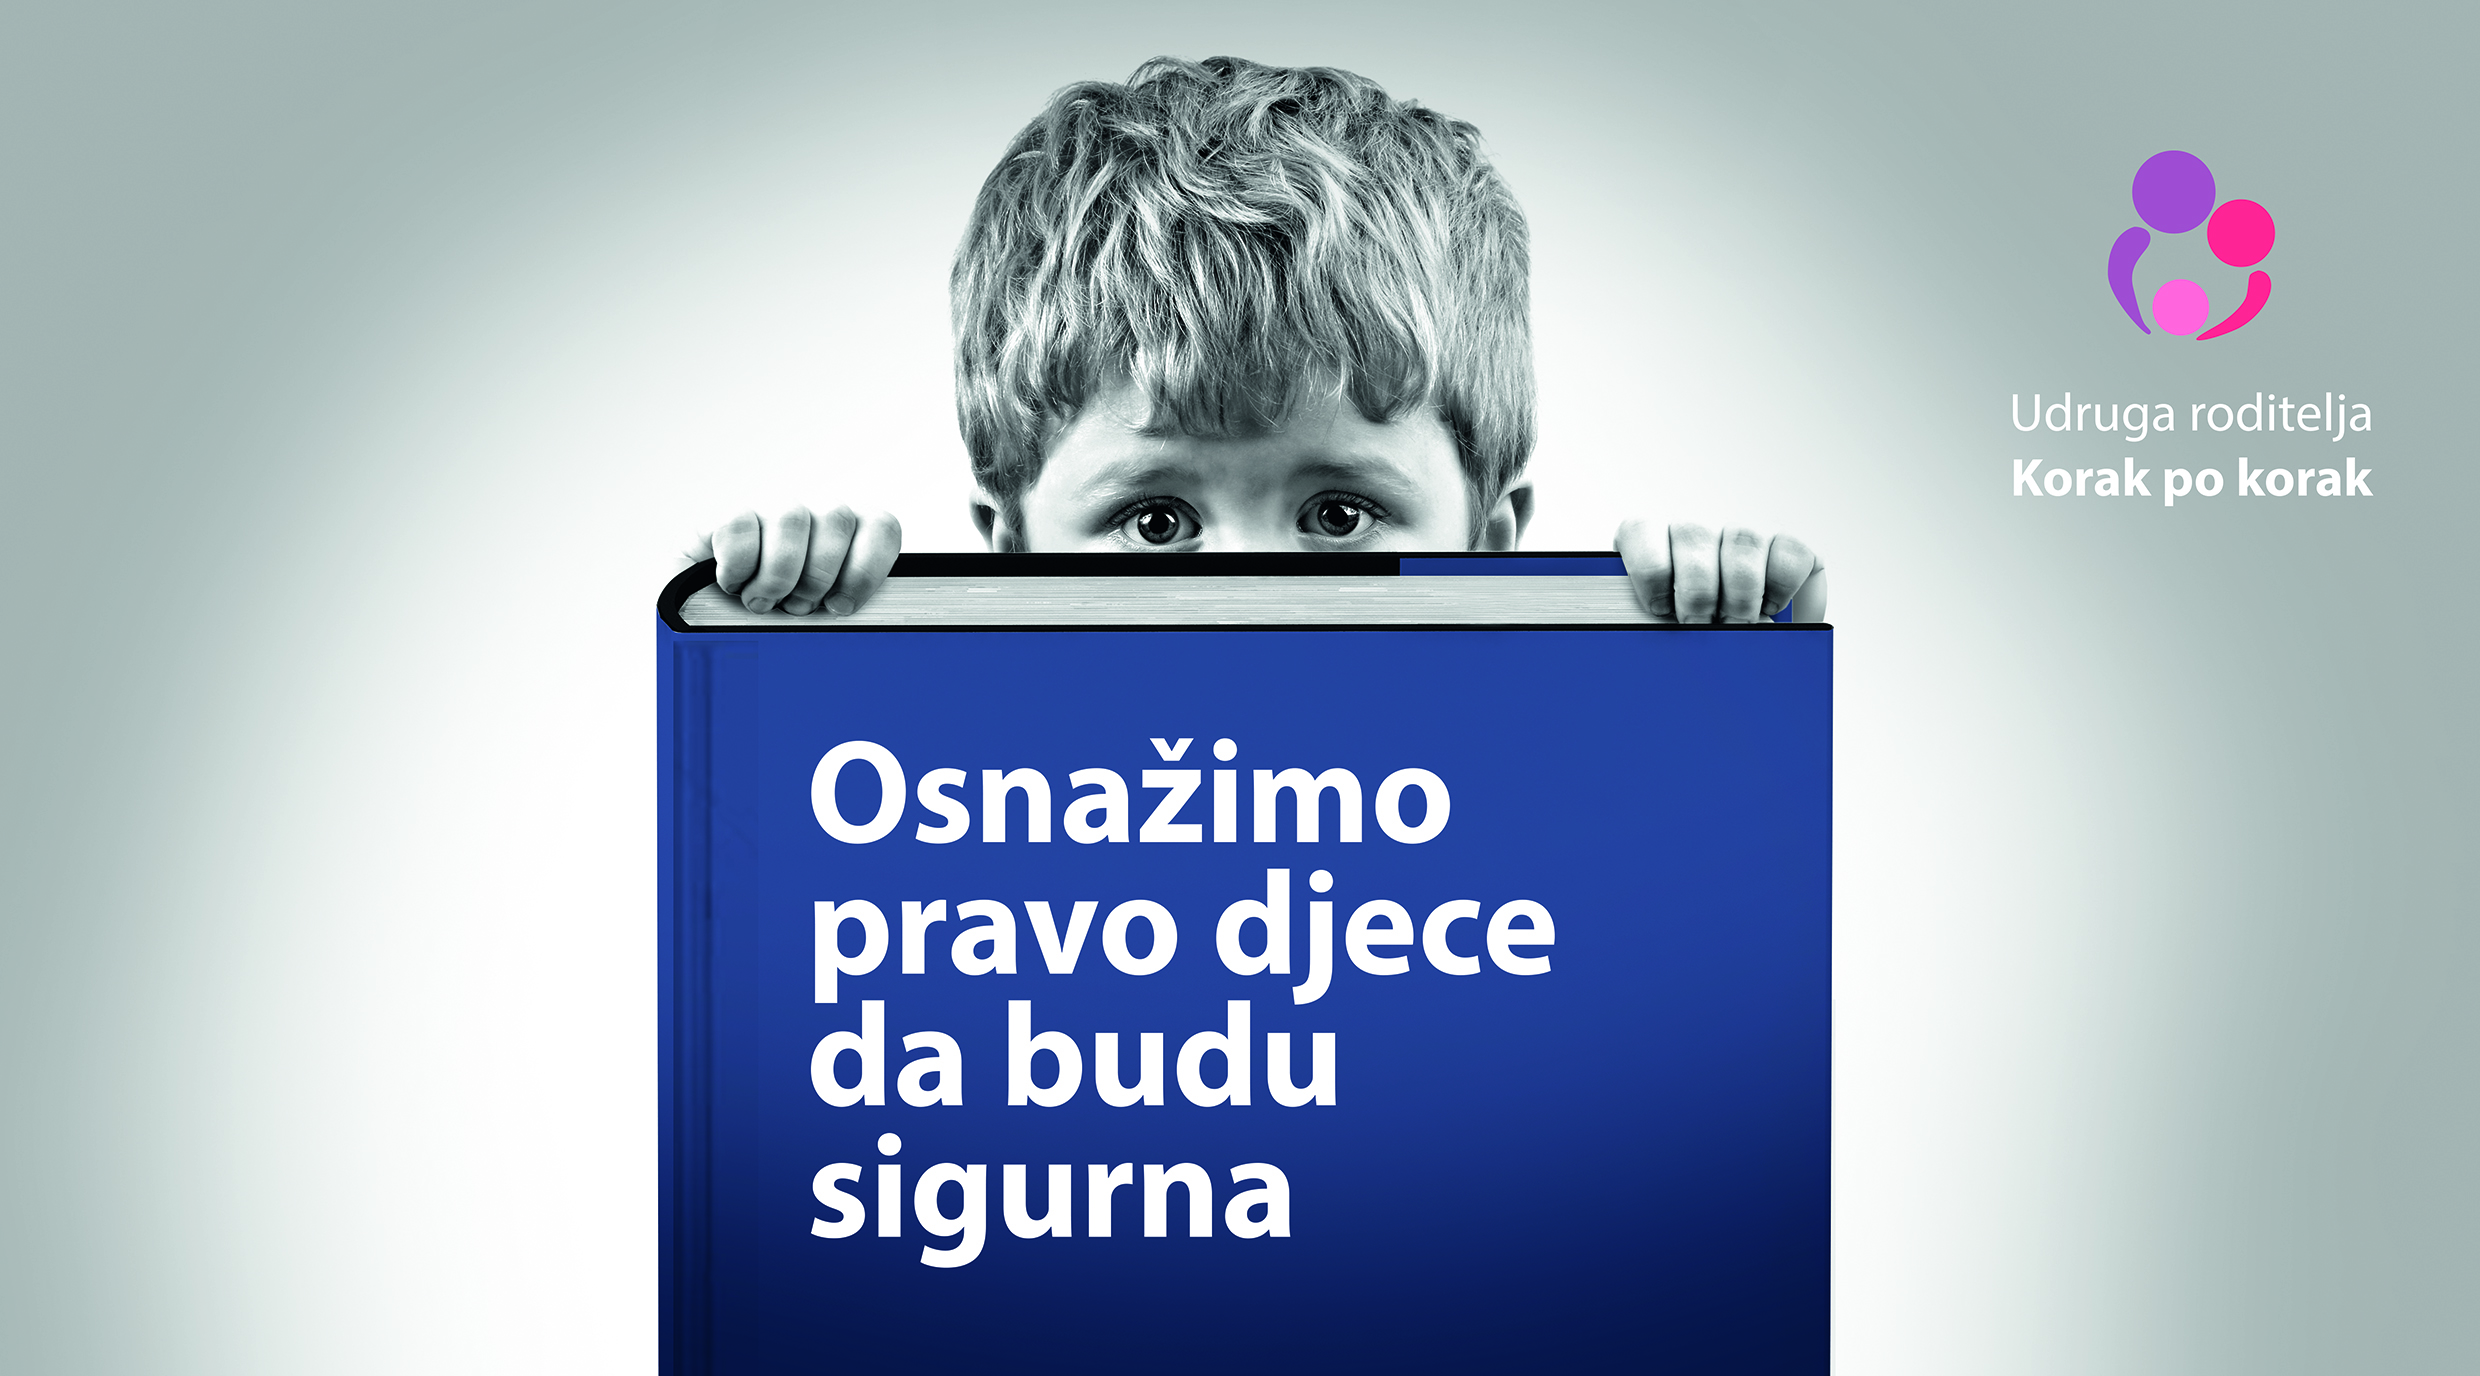 Udruga roditelja
Korak po korak
Osnažimo
pravo djece
da budu
sigurna